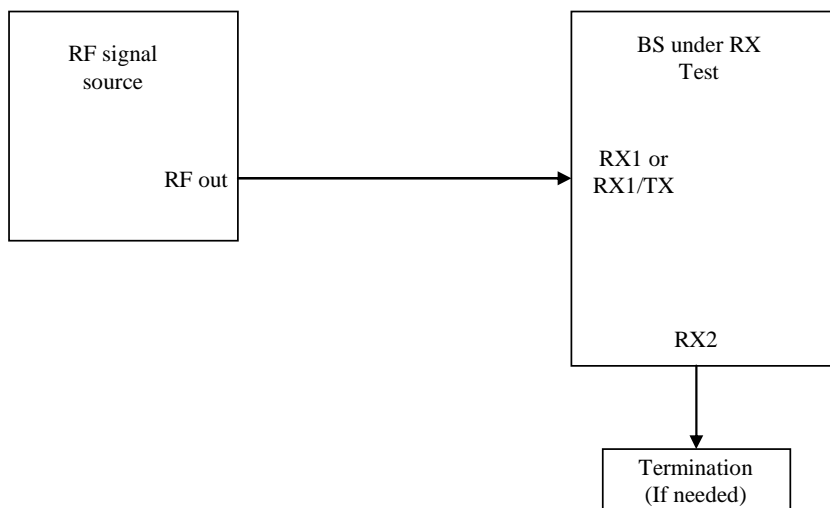 RF signal
source
RF out
BS under RX
Test
RX1 or
RX1/TX
RX2
Termination
(If needed)